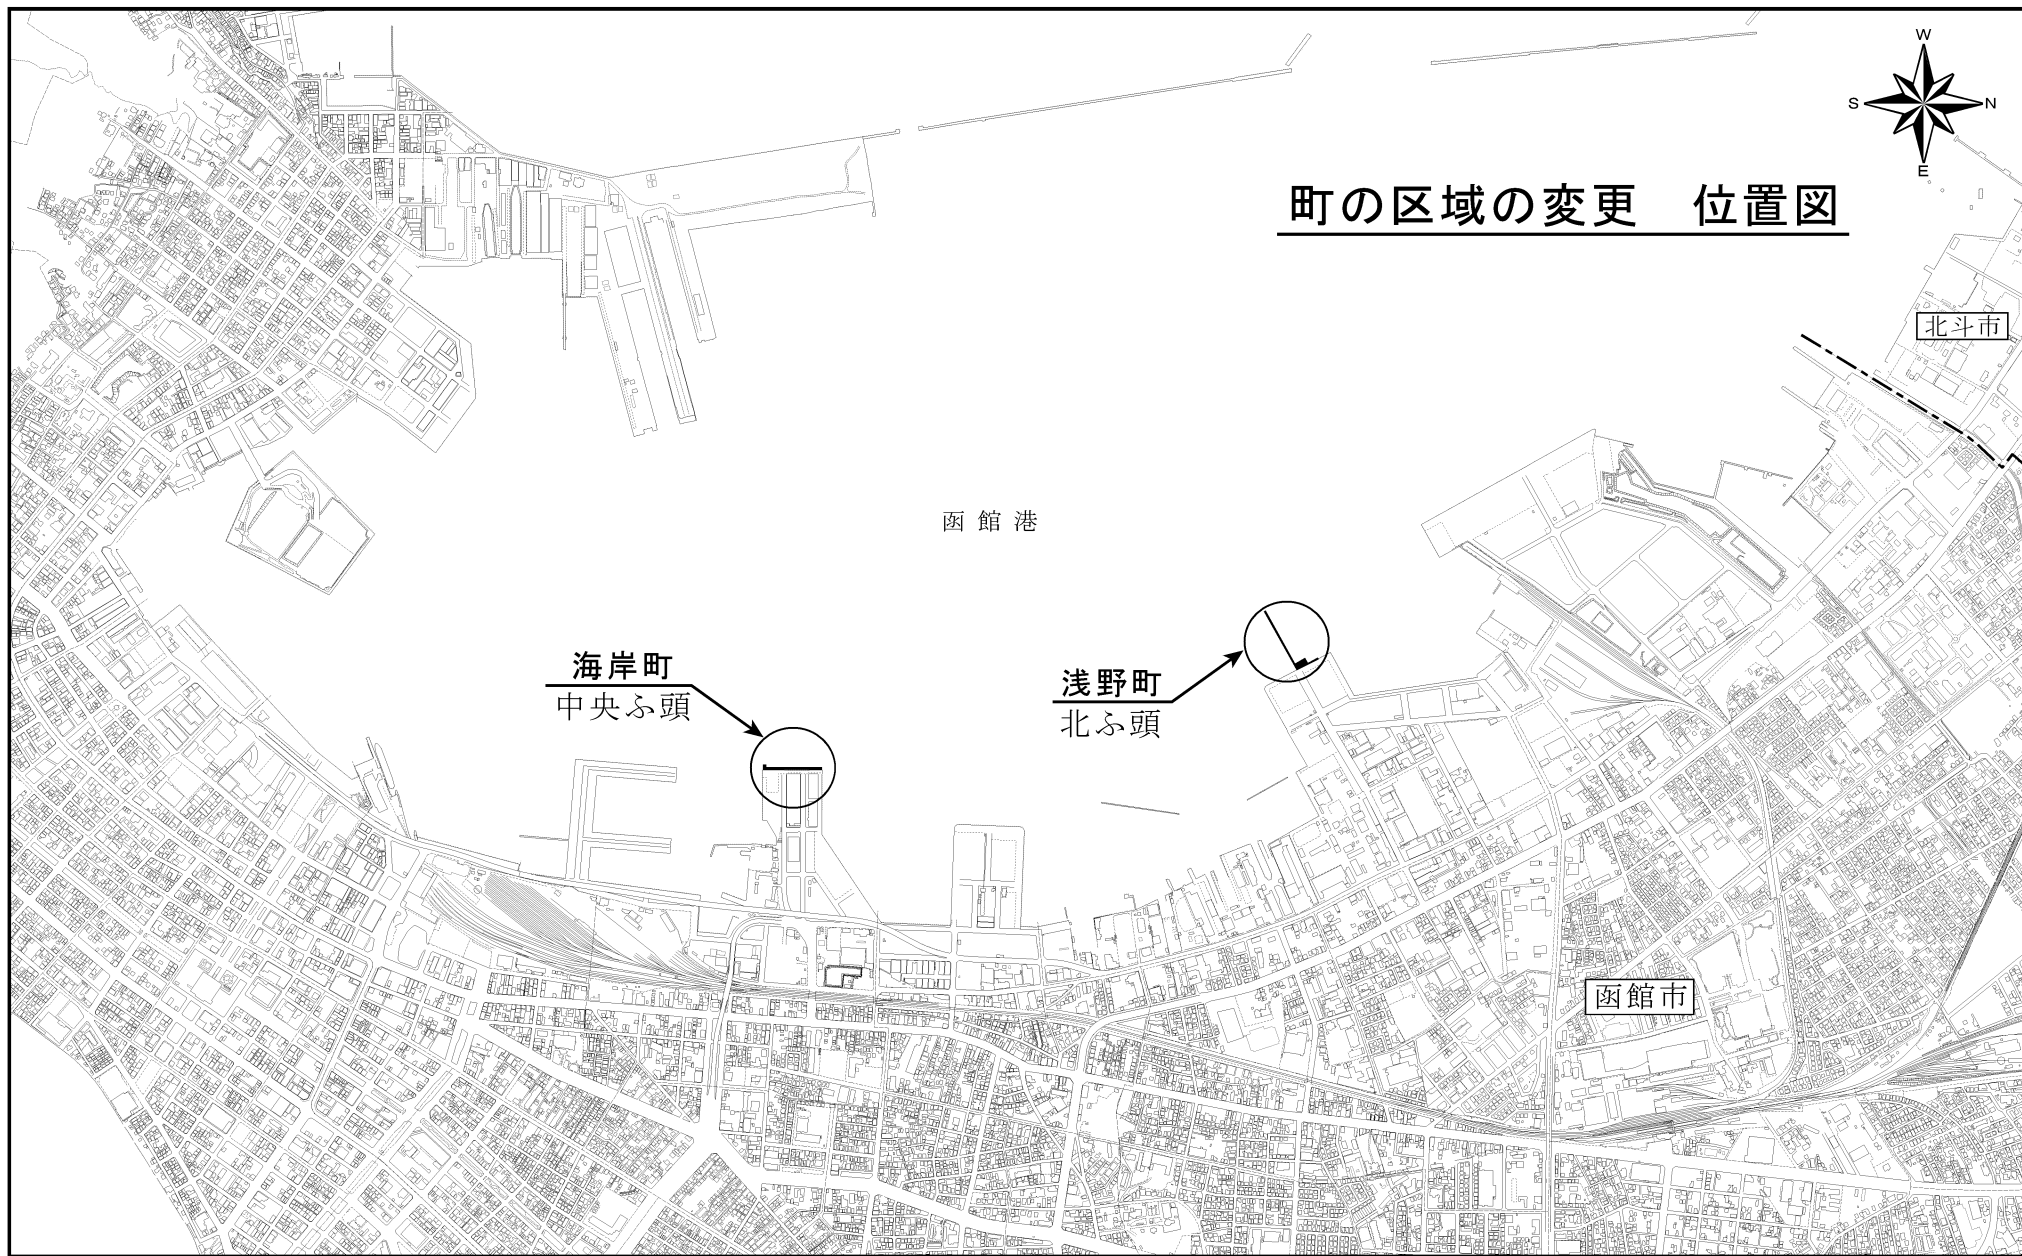 W
S N
E
町の区域の変更 位置図
北斗市
函館港
海岸町
中央ふ頭
浅野町
北ふ頭
函館市